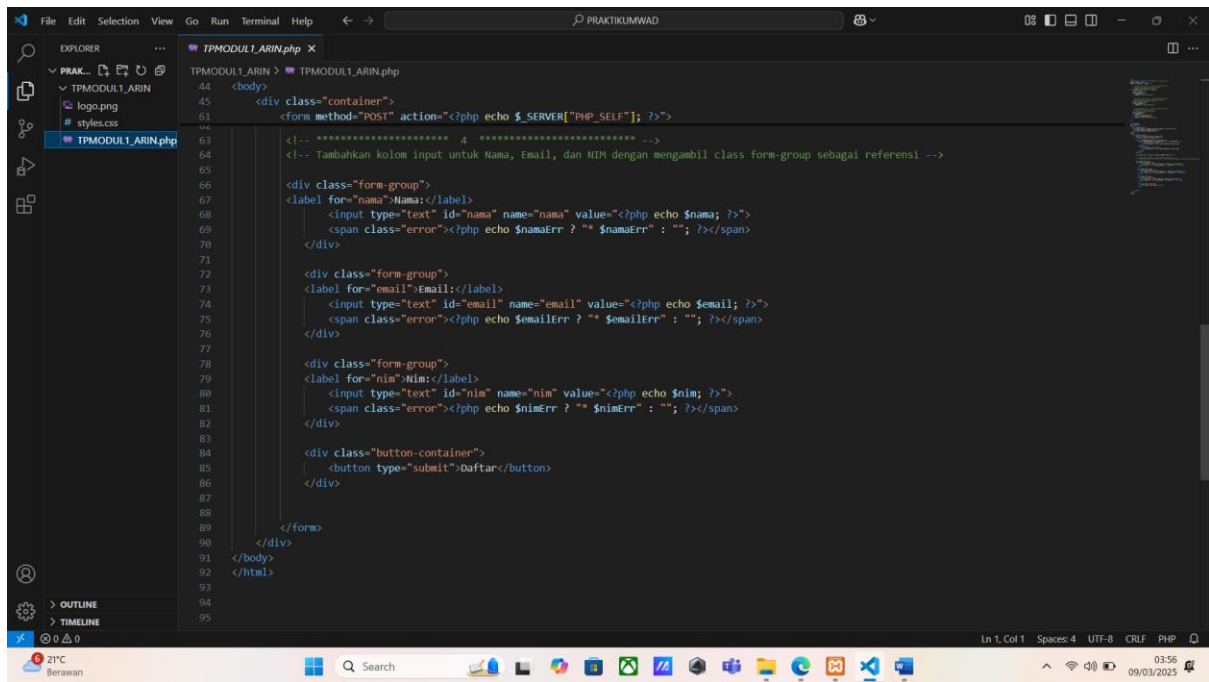 File Edit Selection View Go Run Terminal Help
PRAKTIKUMWAD
EXPLORER
PRAK...
TPMODUL1_ARIN
logo.png
# styles.css
TPMODUL1_ARIN.php
OUTLINE
TIMELINE
TPMODUL1_ARIN.php
TPMODUL1_ARIN > TPMODUL1_ARIN.php
44 <body>
45 <div class="container">
61 <form method="POST" action="<?php echo $_SERVER["PHP_SELF"]; ?>">
62
63 <!-- ********************** 4 ************************** -->
64 <!-- Tambahkan kolom input untuk Nama, Email, dan NIM dengan mengambil class form-group sebagai referensi -->
65
66 <div class="form-group">
67 <label for="nama">Nama:</label>
68 <input type="text" id="nama" name="nama" value="<?php echo $nama; ?>">
69 <span class="error"><?php echo $namaErr ? "* $namaErr" : ""; ?></span>
70 </div>
71
72 <div class="form-group">
73 <label for="email">Email:</label>
74 <input type="text" id="email" name="email" value="<?php echo $email; ?>">
75 <span class="error"><?php echo $emailErr ? "* $emailErr" : ""; ?></span>
76 </div>
77
78 <div class="form-group">
79 <label for="nim">Nim:</label>
80 <input type="text" id="nim" name="nim" value="<?php echo $nim; ?>">
81 <span class="error"><?php echo $nimErr ? "* $nimErr" : ""; ?></span>
82 </div>
83
84 <div class="button-container">
85 <button type="submit">Daftar</button>
86 </div>
87
88
89 </form>
90 </div>
91 </body>
92 </html>
93
94
95
0 0
Ln 1, Col 1 Spaces: 4 UTF-8 CRLF PHP
6
21°C
Berawan
Search
03:56
09/03/2025